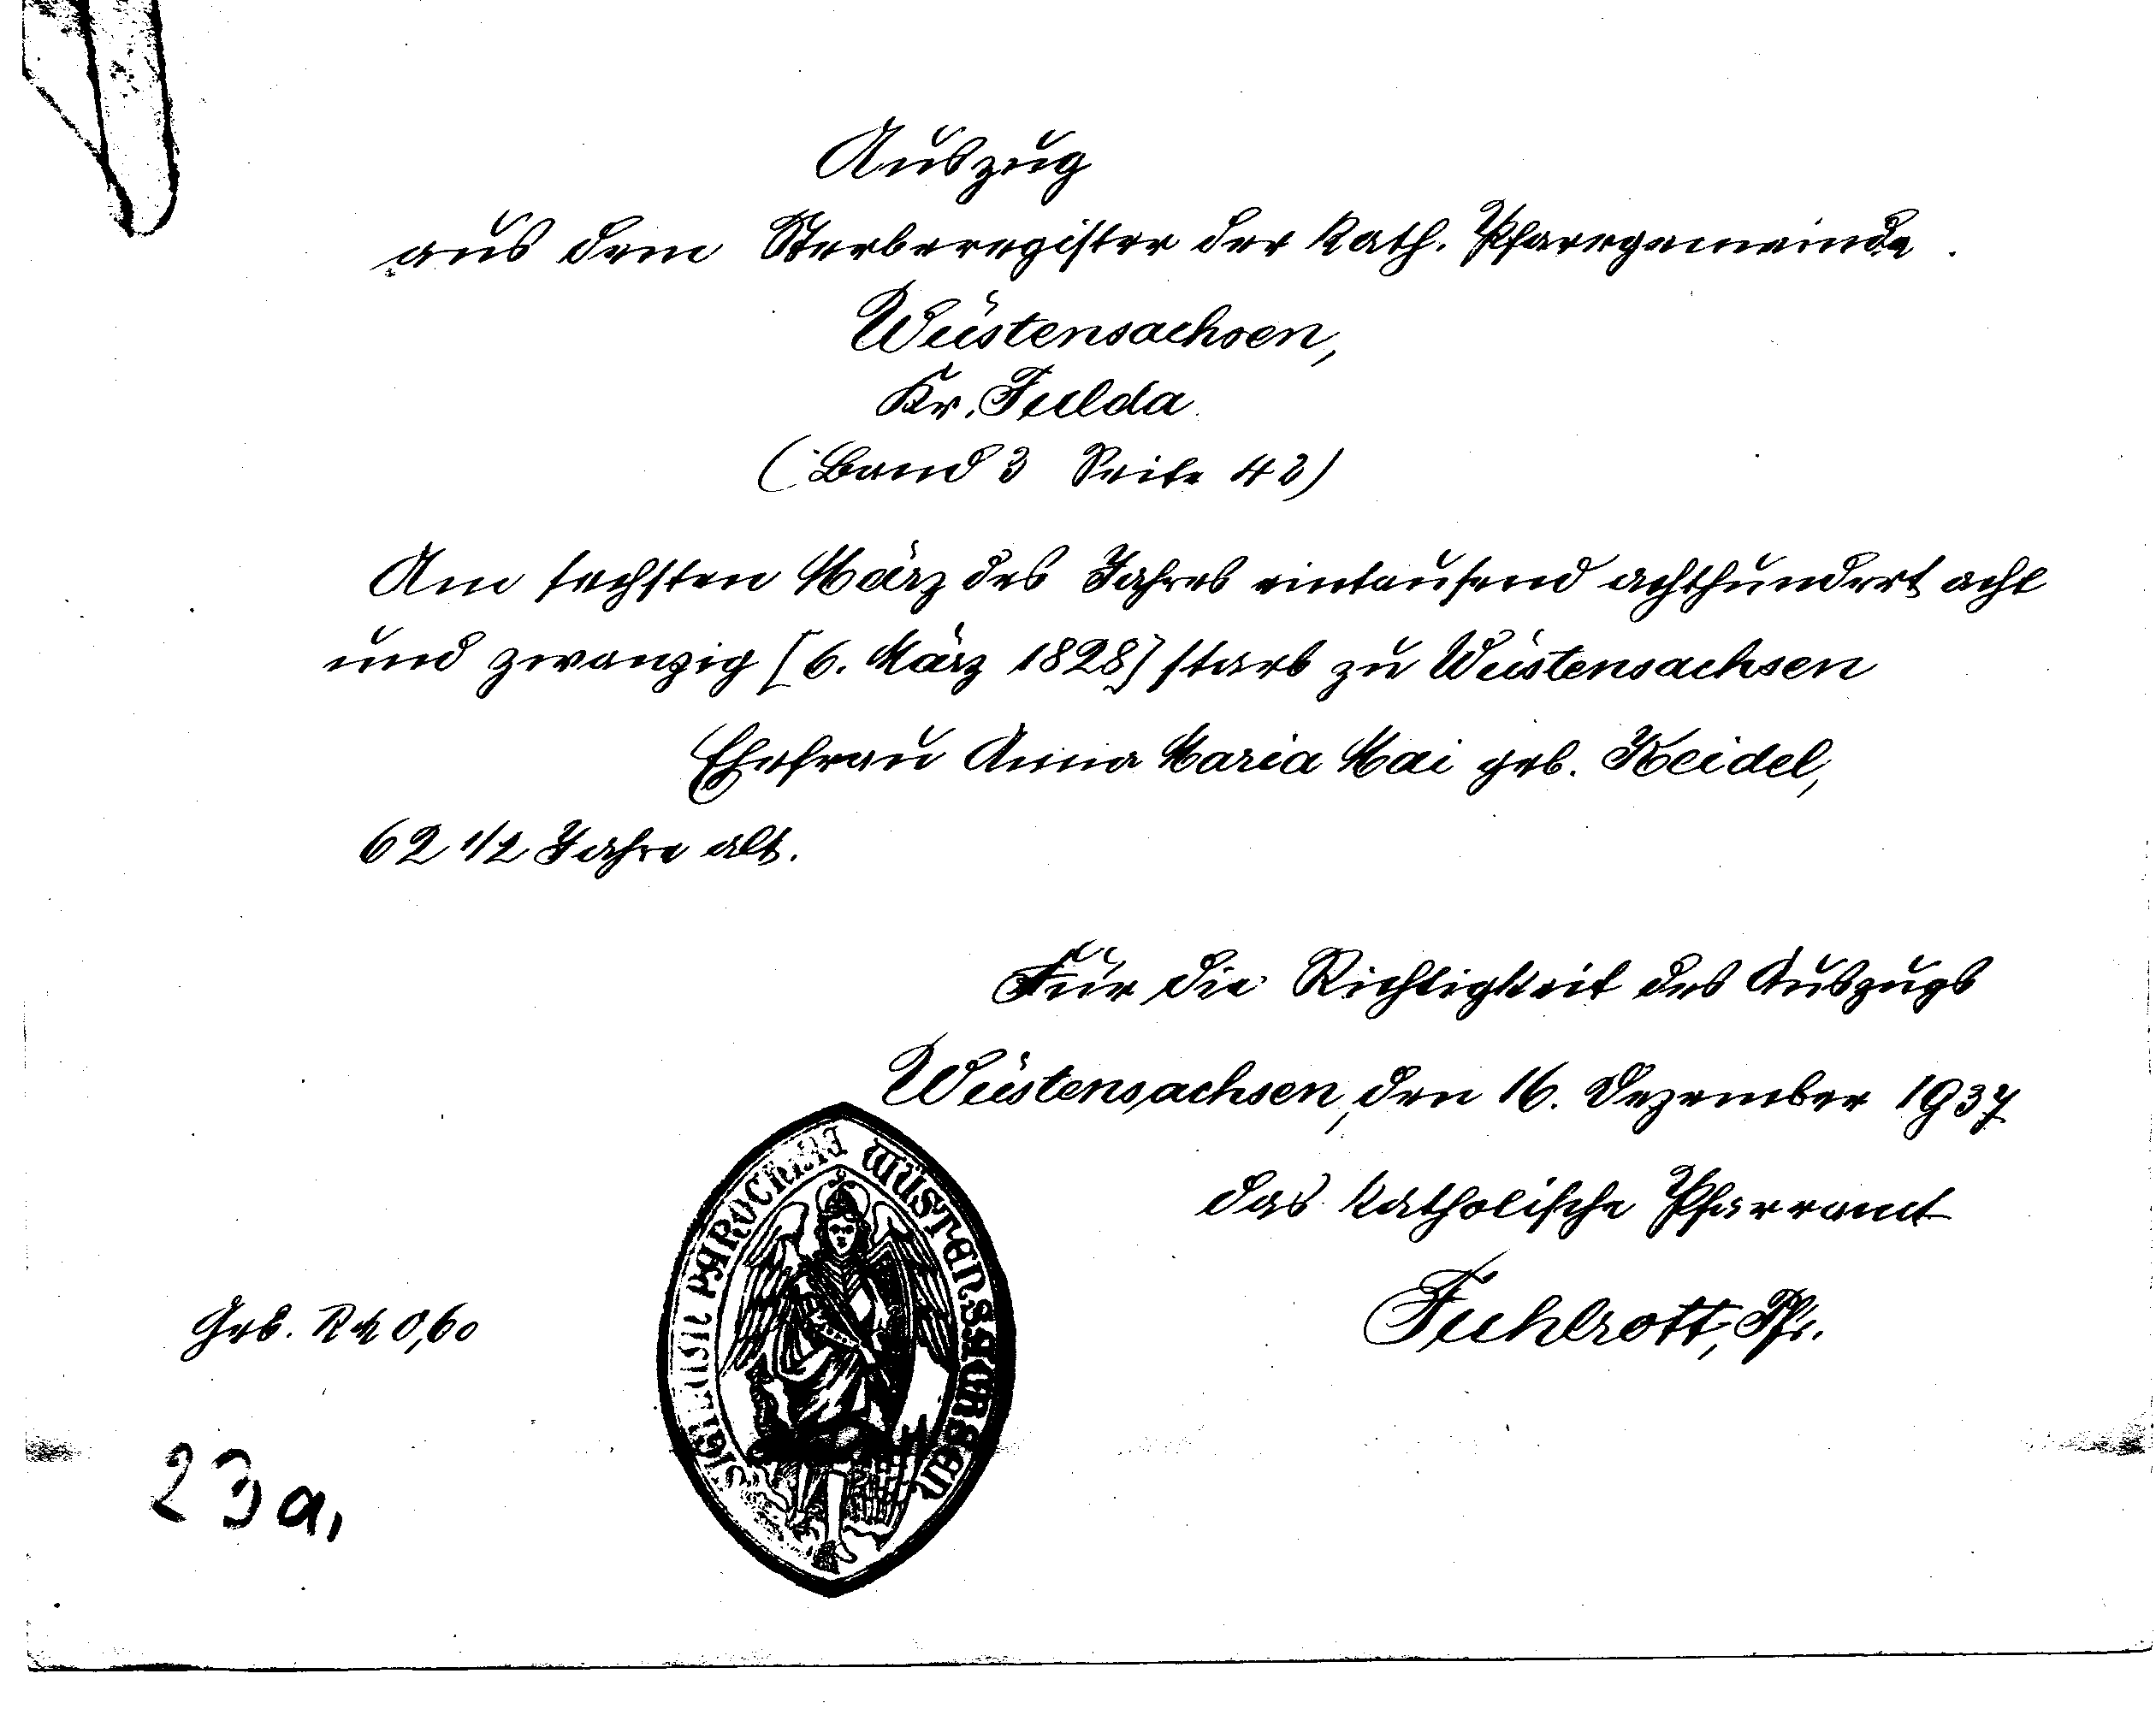 Auszug
aus dem Sterberegister der kath. Pfarrgemeinde
Wüstensachsen,
Kr. Fulda
(Band 3 Seite 43)
Am sechsten März des Jahres eintausend achthundert acht
und zwanzig [6. März 1828] starb zu Wüstensachsen
Ehefrau Anna Maria Mai geb. Keidel,
62 1/2 Jahre alt.
Für die Richtigkeit des Auszugs
Wüstensachsen, den 16. Dezember 1937
das katholische Pfarramt
Fuhlrott, Pfr.
Geb. RM 0,60
SIGILLUM PAROCHIAE WÜSTENSACHSEN
23a,